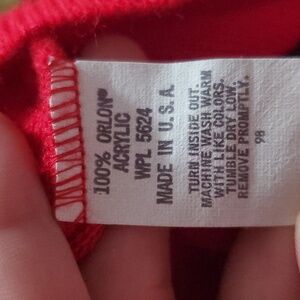 100% ORLON®
ACRYLIC
WPL 5624
MADE IN U.S.A.
TURN INSIDE OUT.
MACHINE WASH WARM
WITH LIKE COLORS.
TUMBLE DRY LOW.
REMOVE PROMPTLY.
98